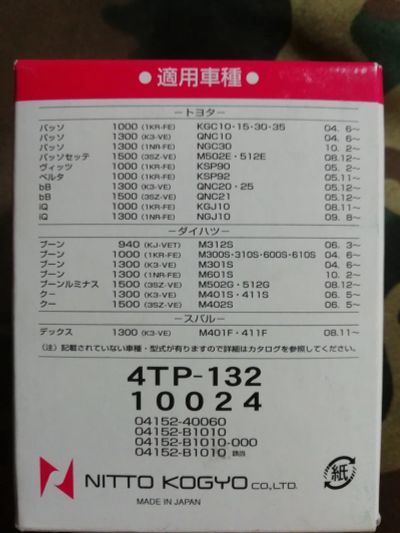 ● 適用車種 ●
ートヨター
パッソ 1000 (1KR-FE) KGC10・15・30・35 04. 6~
パッソ 1300 (K3-VE) QNC10 04. 6~
パッソ 1300 (1NR-FE) NGC30 10. 2~
パッソセッテ 1500 (3SZ-VE) M502E・512E 08.12~
ヴィッツ 1000 (1KR-FE) KSP90 05. 2~
ベルタ 1000 (1KR-FE) KSP92 05.11~
bB 1300 (K3-VE) QNC20・25 05.12~
bB 1500 (3SZ-VE) QNC21 05.12~
iQ 1000 (1KR-FE) KGJ10 08.11~
iQ 1300 (1NR-FE) NGJ10 09. 8~
ーダイハツー
ブーン 940 (KJ-VET) M312S 06. 3~
ブーン 1000 (1KR-FE) M300S・310S・600S・610S 04. 6~
ブーン 1300 (K3-VE) M301S 04. 6~
ブーン 1300 (1NR-FE) M601S 10. 2~
ブーンルミナス 1500 (3SZ-VE) M502G・512G 08.12~
クー 1300 (K3-VE) M401S・411S 06. 5~
クー 1500 (3SZ-VE) M402S 06. 5~
ースバルー
デックス 1300 (K3-VE) M401F・411F 08.11~
(注) 記載されていない車種・型式が有りますので詳細はカタログを参照してください。
4TP-132
10024
04152-40060
04152-B1010
04152-B1010-000
04152-B1010 該当
NITTO KOGYO CO.,LTD.
MADE IN JAPAN
紙